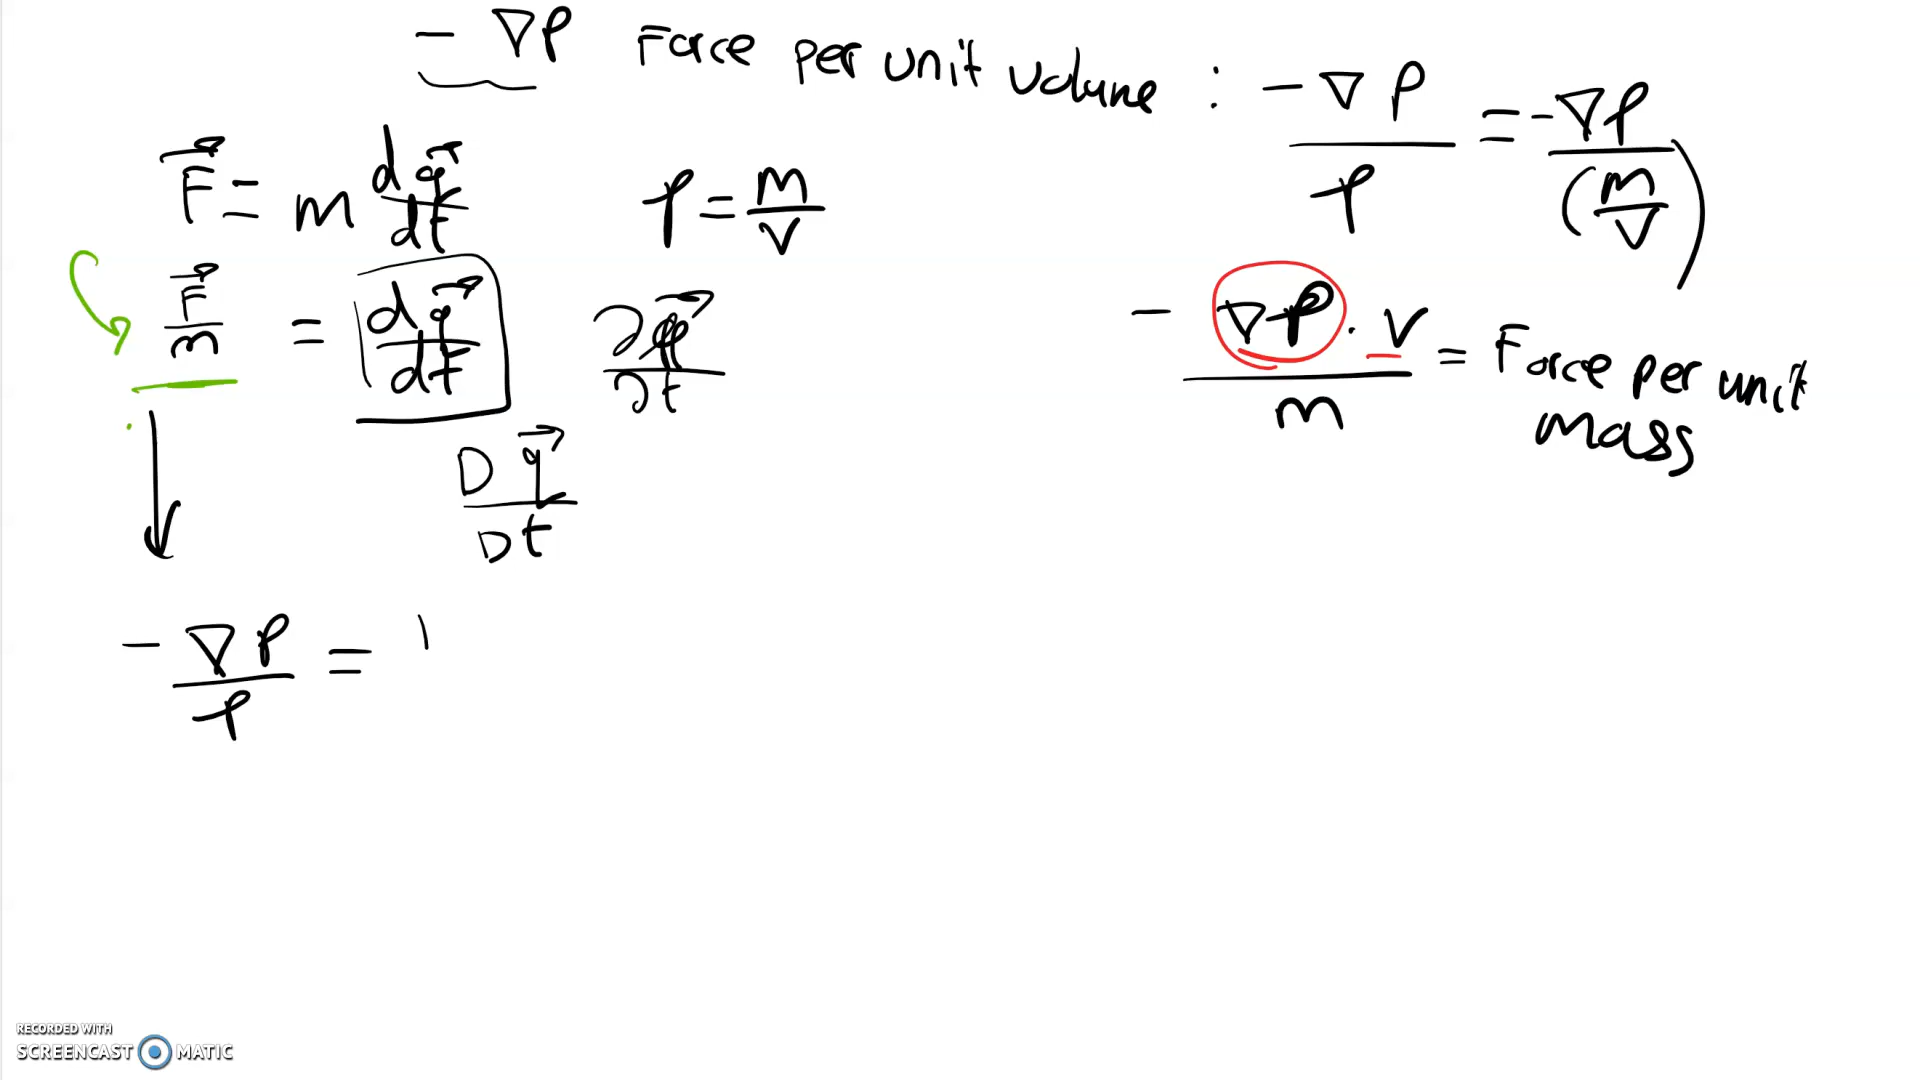 - ∇P Force per unit volume : -∇P/ρ = -∇P/(m/V)
F⃗ = m dq⃗/dt ρ = m/V
F⃗/m = dq⃗/dt ∂q⃗/∂t
- ∇P · V/m = Force per unit
mass
Dq⃗/Dt
- ∇P/ρ =
RECORDED WITH
SCREENCAST MATIC